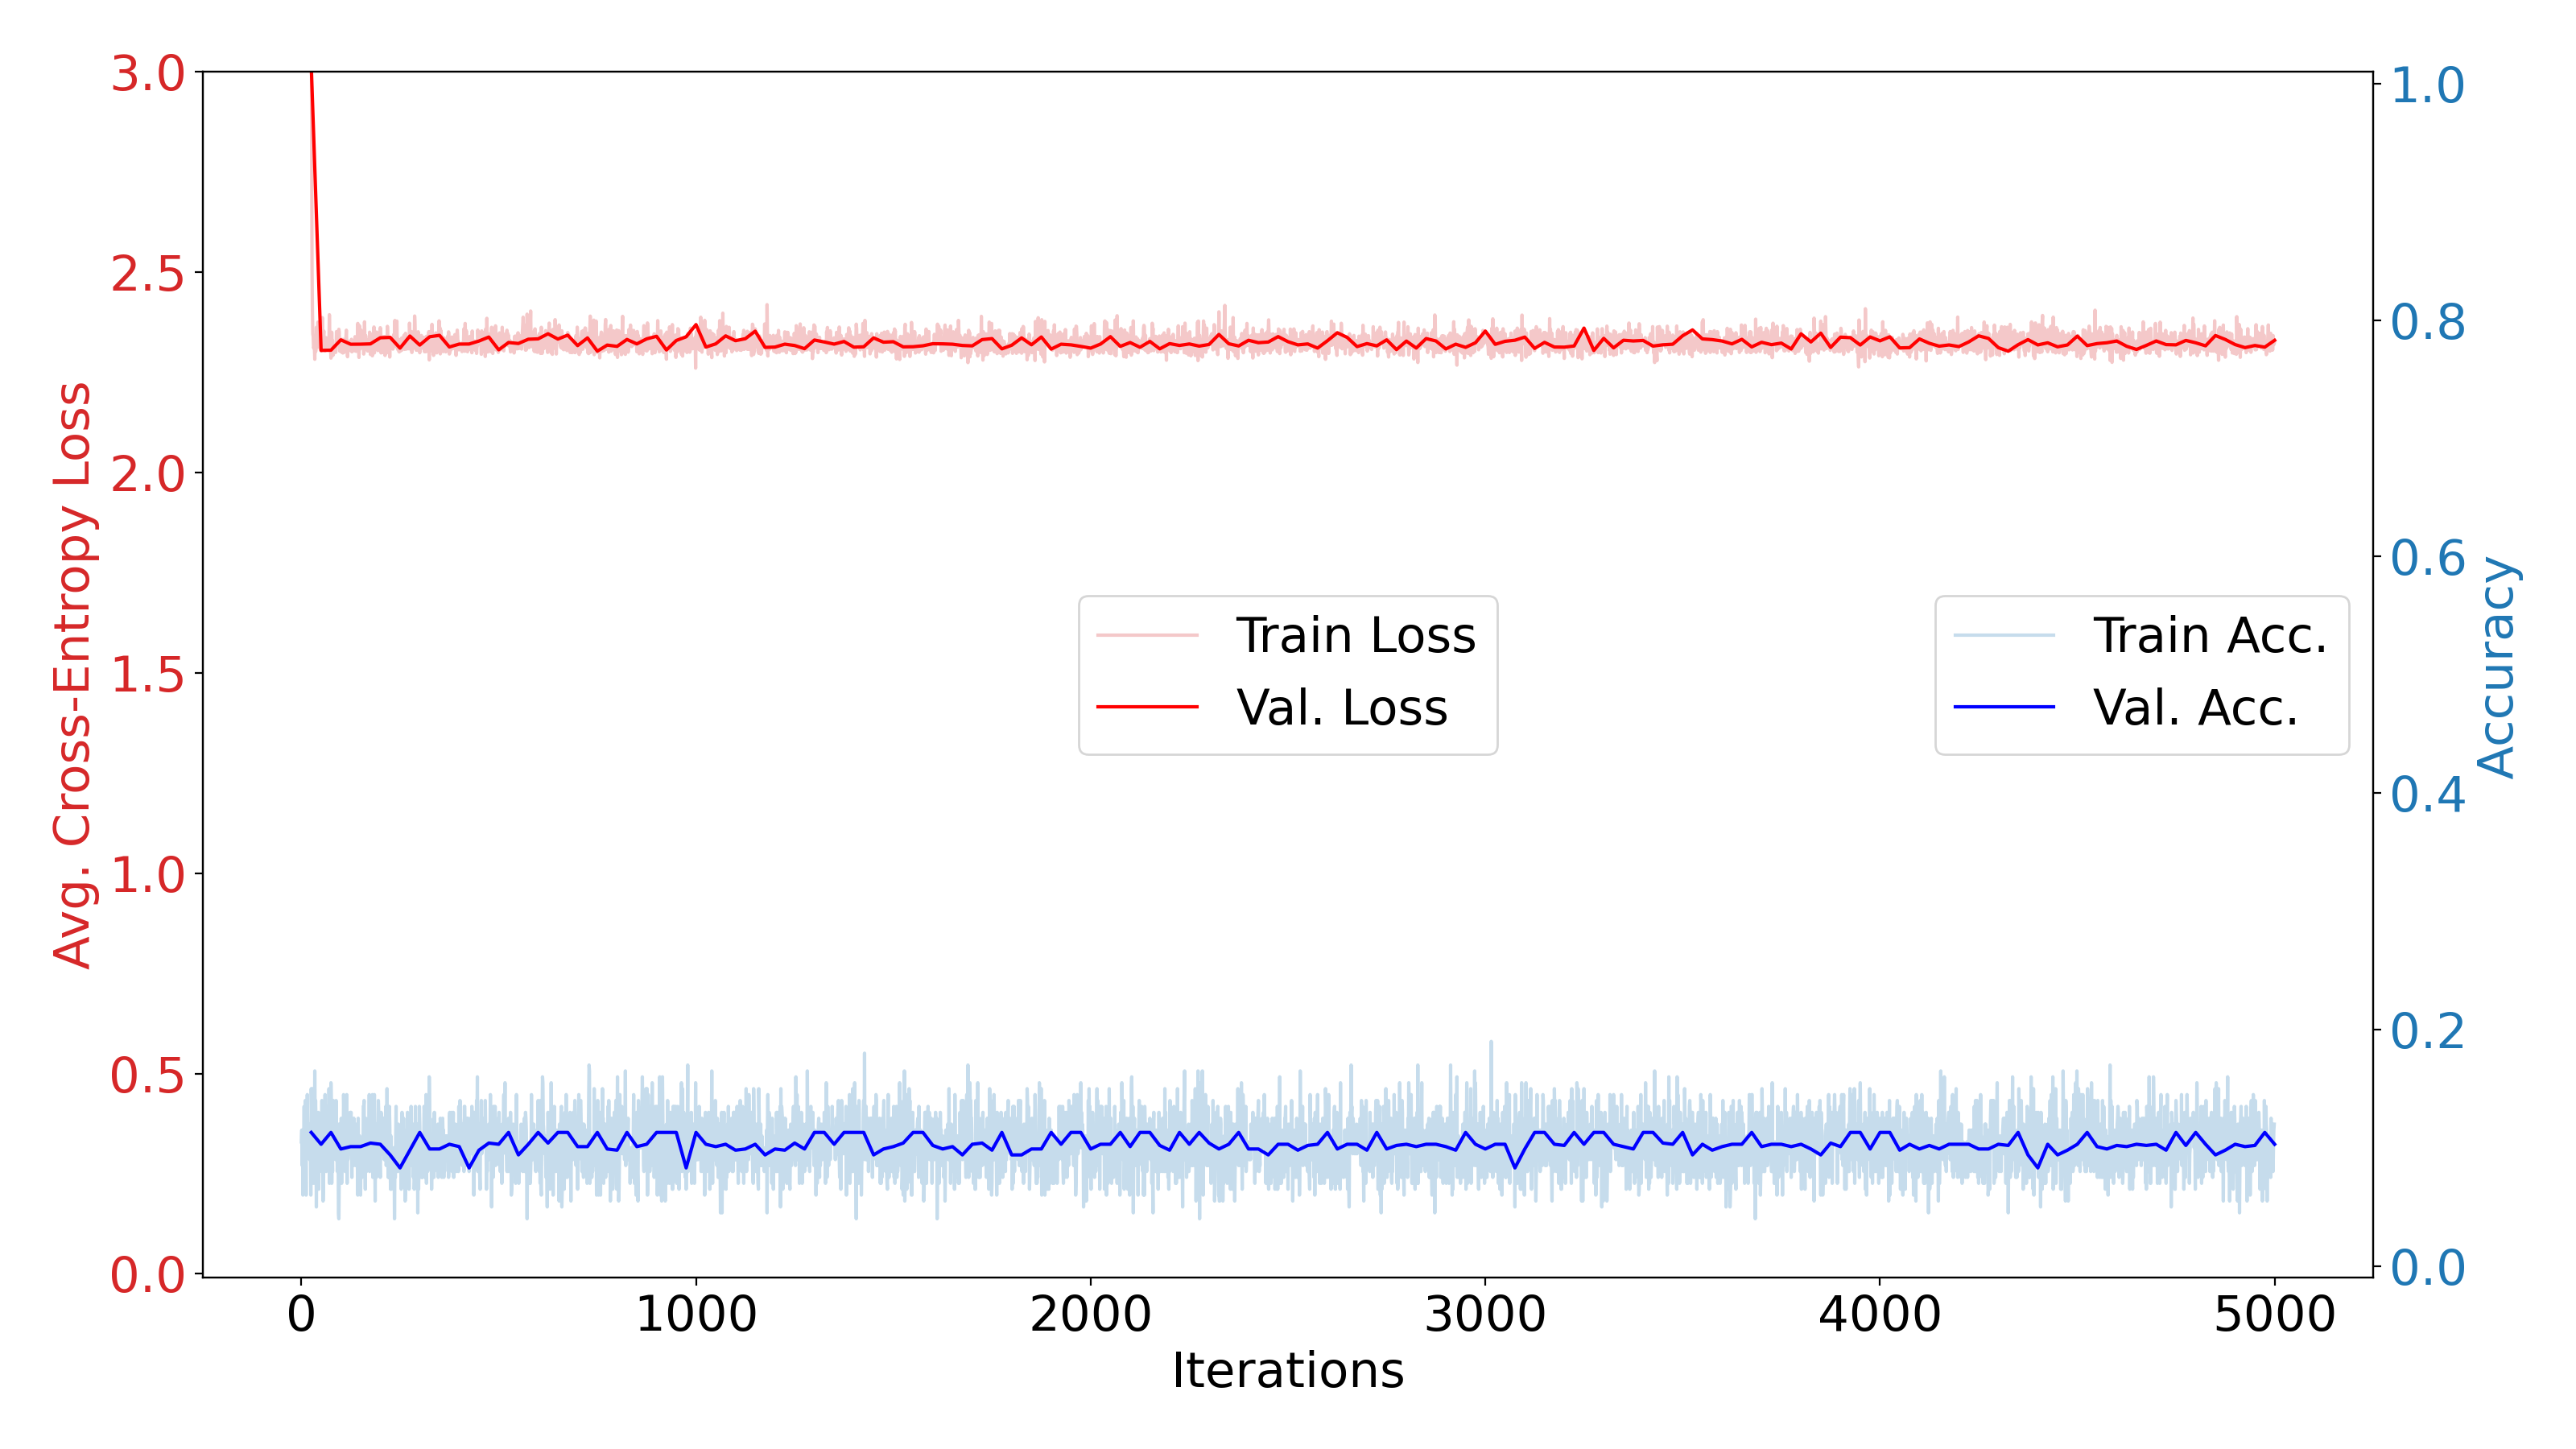 3.0
2.5
2.0
1.5
1.0
0.5
0.0
Avg. Cross-Entropy Loss
1.0
0.8
0.6
0.4
0.2
0.0
Accuracy
Train Loss
Val. Loss
Train Acc.
Val. Acc.
0 1000 2000 3000 4000 5000
Iterations